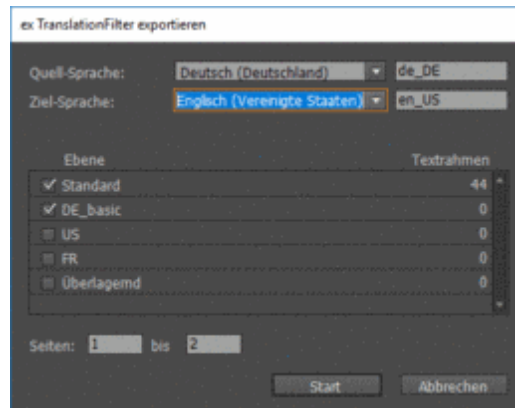 ex TranslationFilter exportieren
Quell-Sprache: Deutsch (Deutschland) de_DE
Ziel-Sprache: Englisch (Vereinigte Staaten) en_US
Ebene Textrahmen
Standard 44
DE_basic 0
US 0
FR 0
Überlagernd 0
Seiten: 1 bis 2
Start Abbrechen